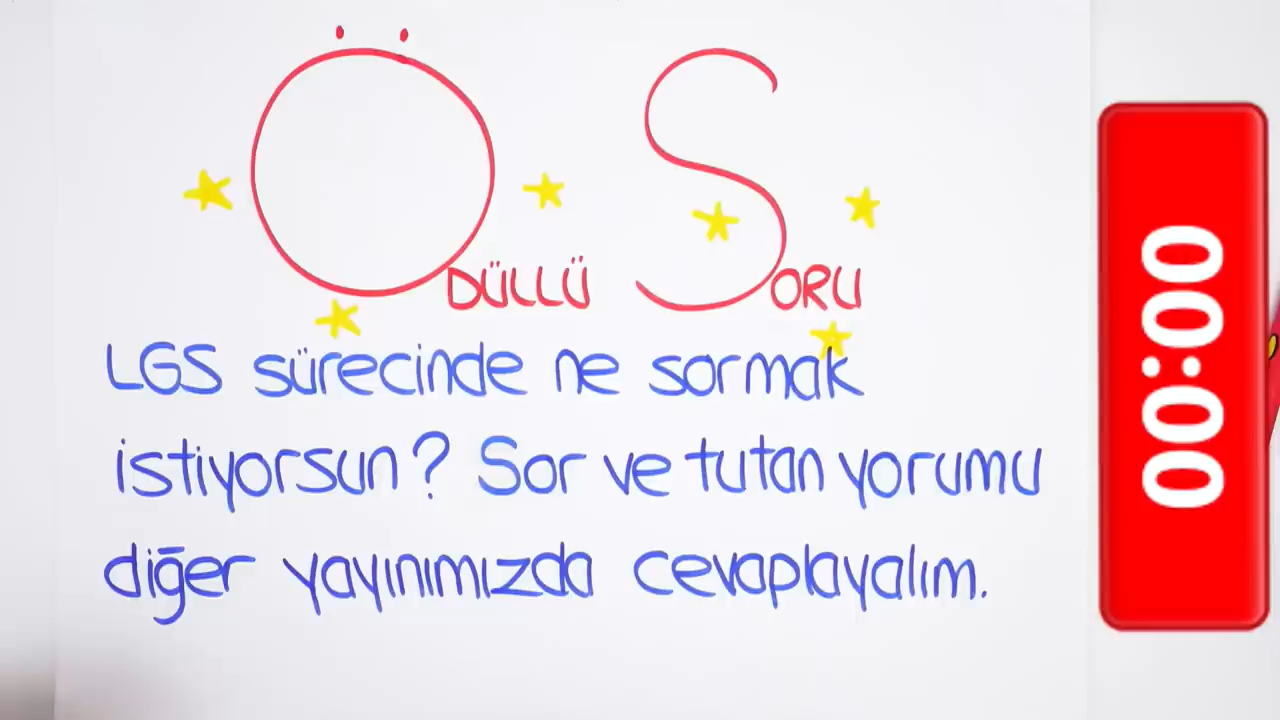 ÖDÜLLÜ SORU
LGS sürecinde ne sormak
istiyorsun? Sor ve tutan yorumu
diğer yayınımızda cevaplayalım.
00:00